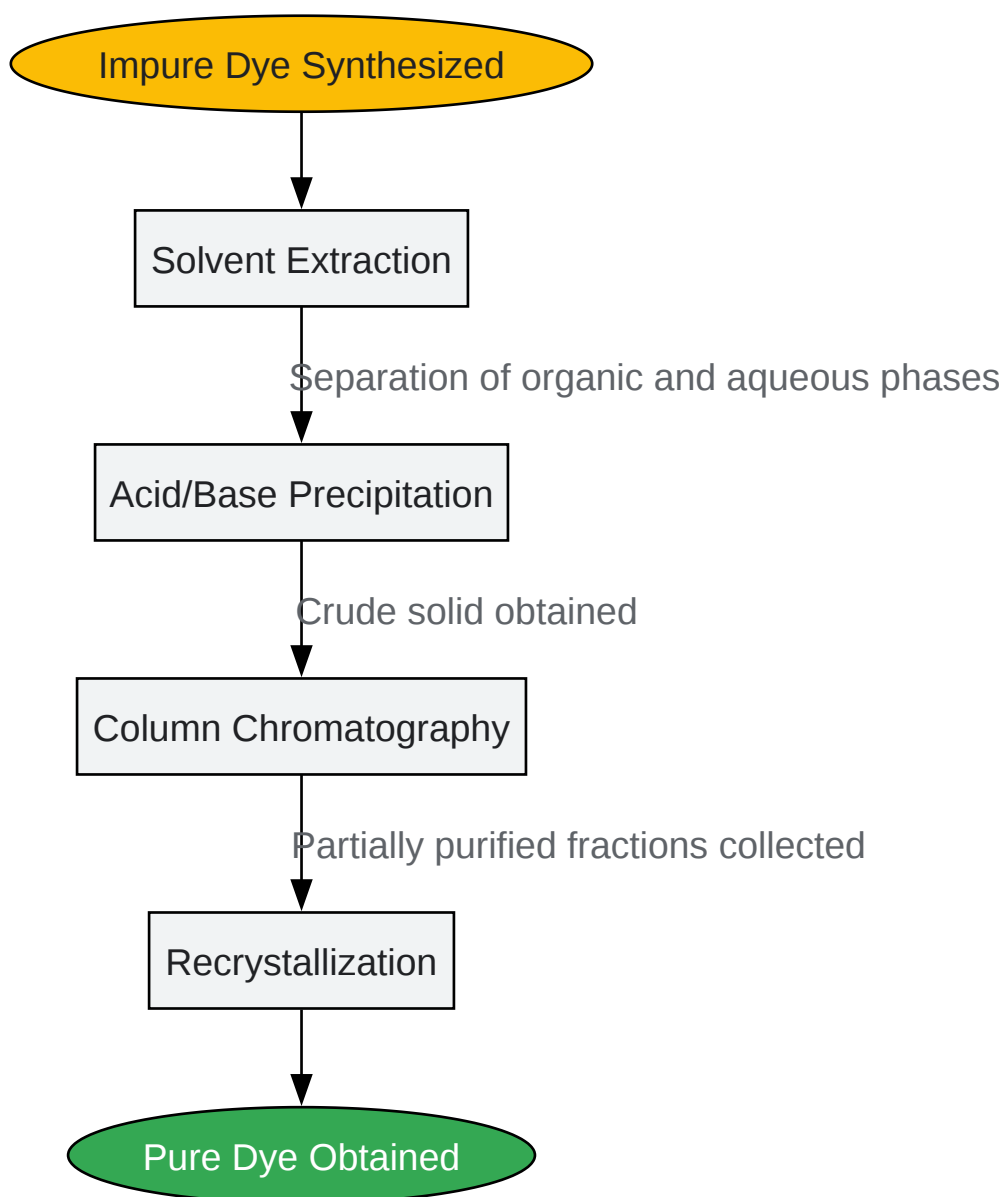 Impure Dye Synthesized
Solvent Extraction
Separation of organic and aqueous phases
Acid/Base Precipitation
Crude solid obtained
Column Chromatography
Partially purified fractions collected
Recrystallization
Pure Dye Obtained